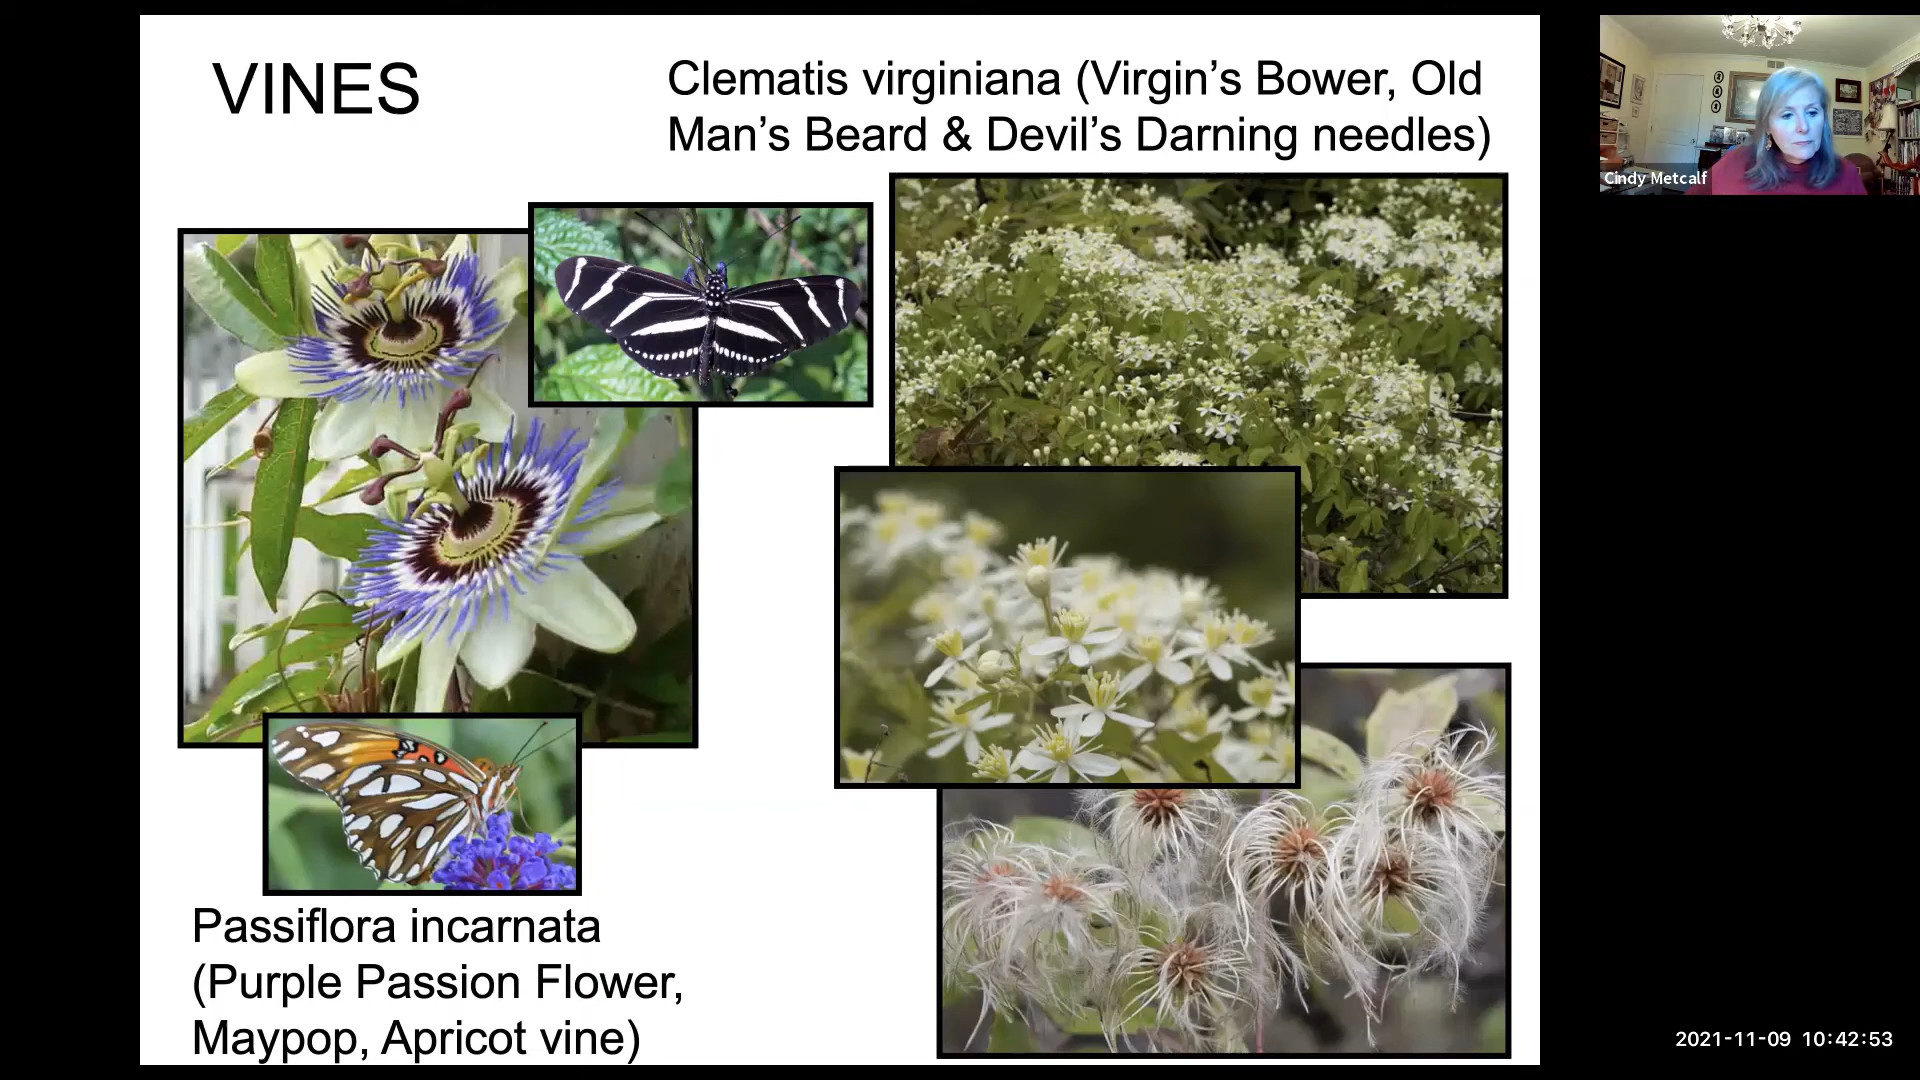 VINES
Clematis virginiana (Virgin’s Bower, Old
Man’s Beard & Devil’s Darning needles)
Passiflora incarnata
(Purple Passion Flower,
Maypop, Apricot vine)
Cindy Metcalf
2021-11-09 10:42:53